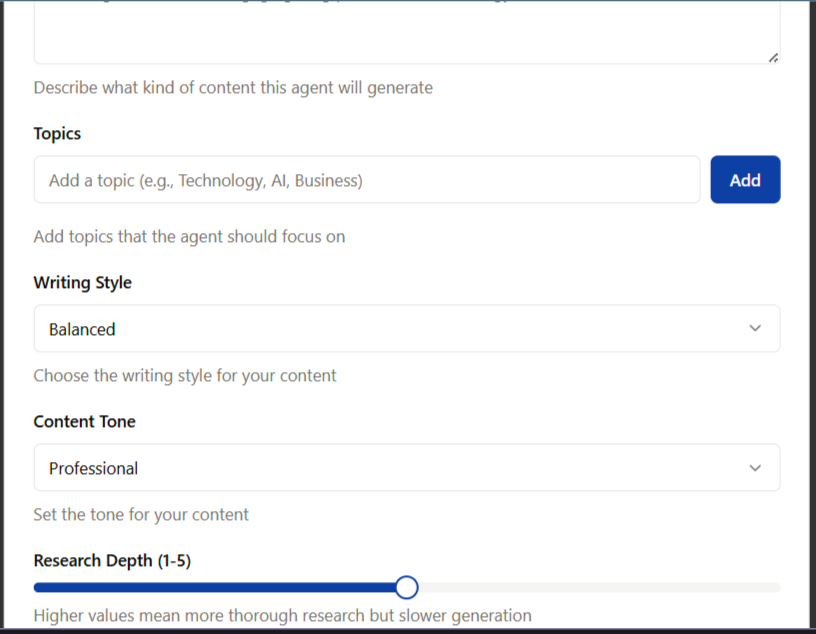 Describe what kind of content this agent will generate
Topics
Add a topic (e.g., Technology, AI, Business)
Add
Add topics that the agent should focus on
Writing Style
Balanced
Choose the writing style for your content
Content Tone
Professional
Set the tone for your content
Research Depth (1-5)
Higher values mean more thorough research but slower generation